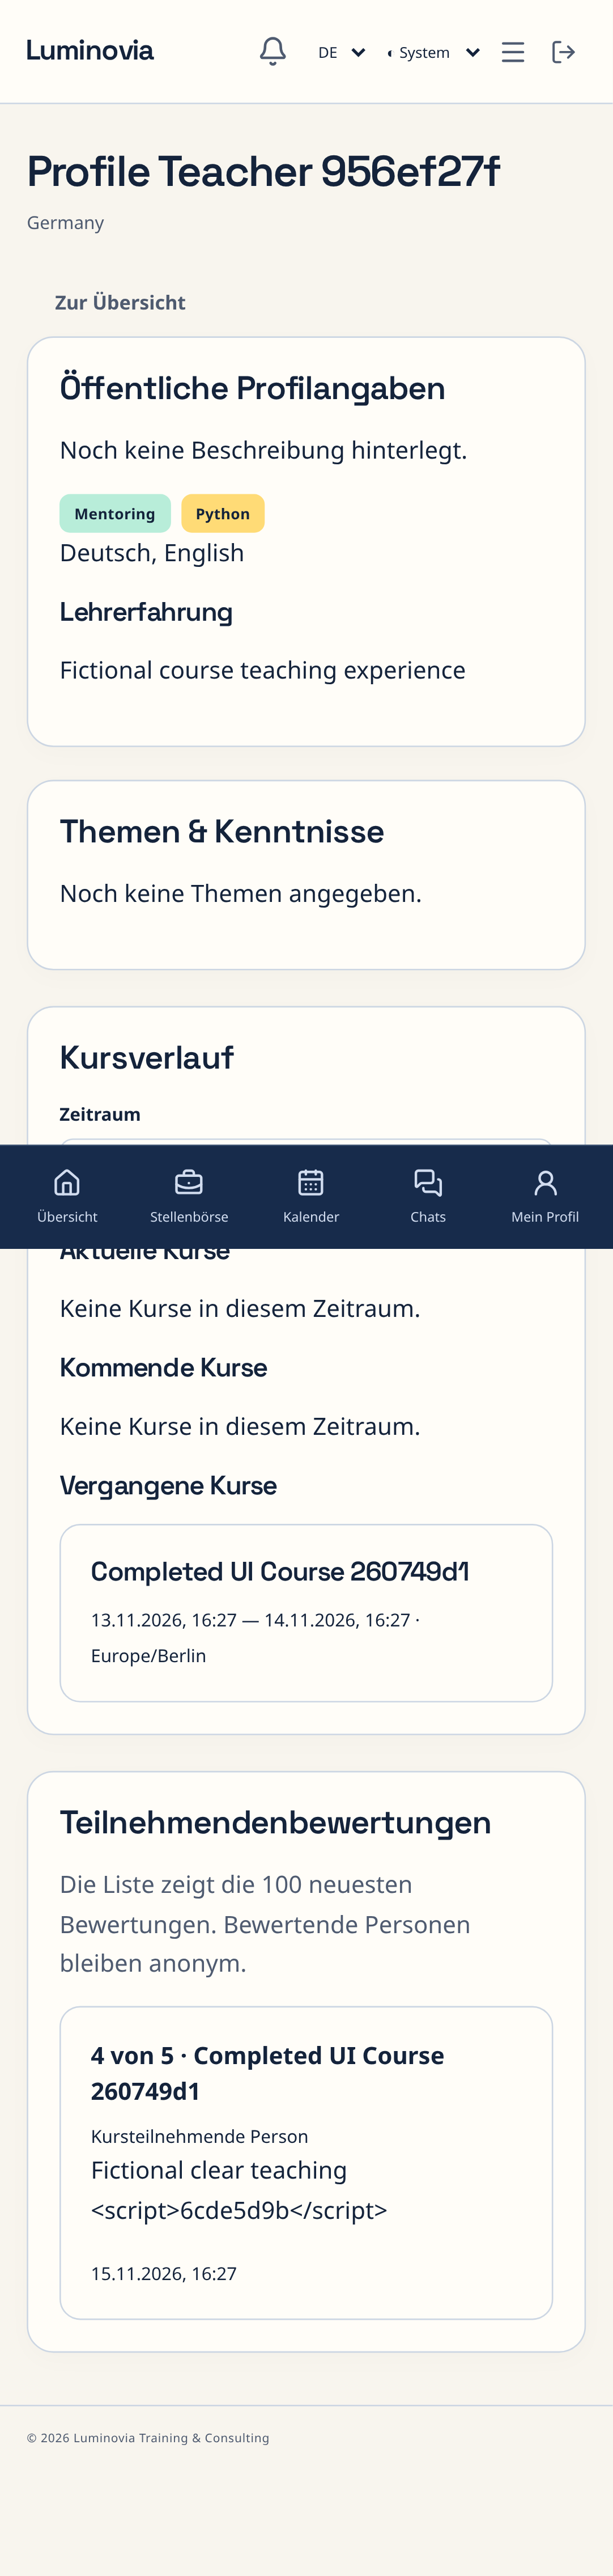 Luminovia
DE
System
Profile Teacher 956ef27f
Germany
Zur Übersicht
Öffentliche Profilangaben
Noch keine Beschreibung hinterlegt.
Mentoring Python
Deutsch, English
Lehrerfahrung
Fictional course teaching experience
Themen & Kenntnisse
Noch keine Themen angegeben.
Kursverlauf
Zeitraum
Übersicht Stellenbörse Kalender Chats Mein Profil
Aktuelle Kurse
Keine Kurse in diesem Zeitraum.
Kommende Kurse
Keine Kurse in diesem Zeitraum.
Vergangene Kurse
Completed UI Course 260749d1
13.11.2026, 16:27 — 14.11.2026, 16:27 ·
Europe/Berlin
Teilnehmendenbewertungen
Die Liste zeigt die 100 neuesten
Bewertungen. Bewertende Personen
bleiben anonym.
4 von 5 · Completed UI Course
260749d1
Kursteilnehmende Person
Fictional clear teaching
<script>6cde5d9b</script>
15.11.2026, 16:27
© 2026 Luminovia Training & Consulting